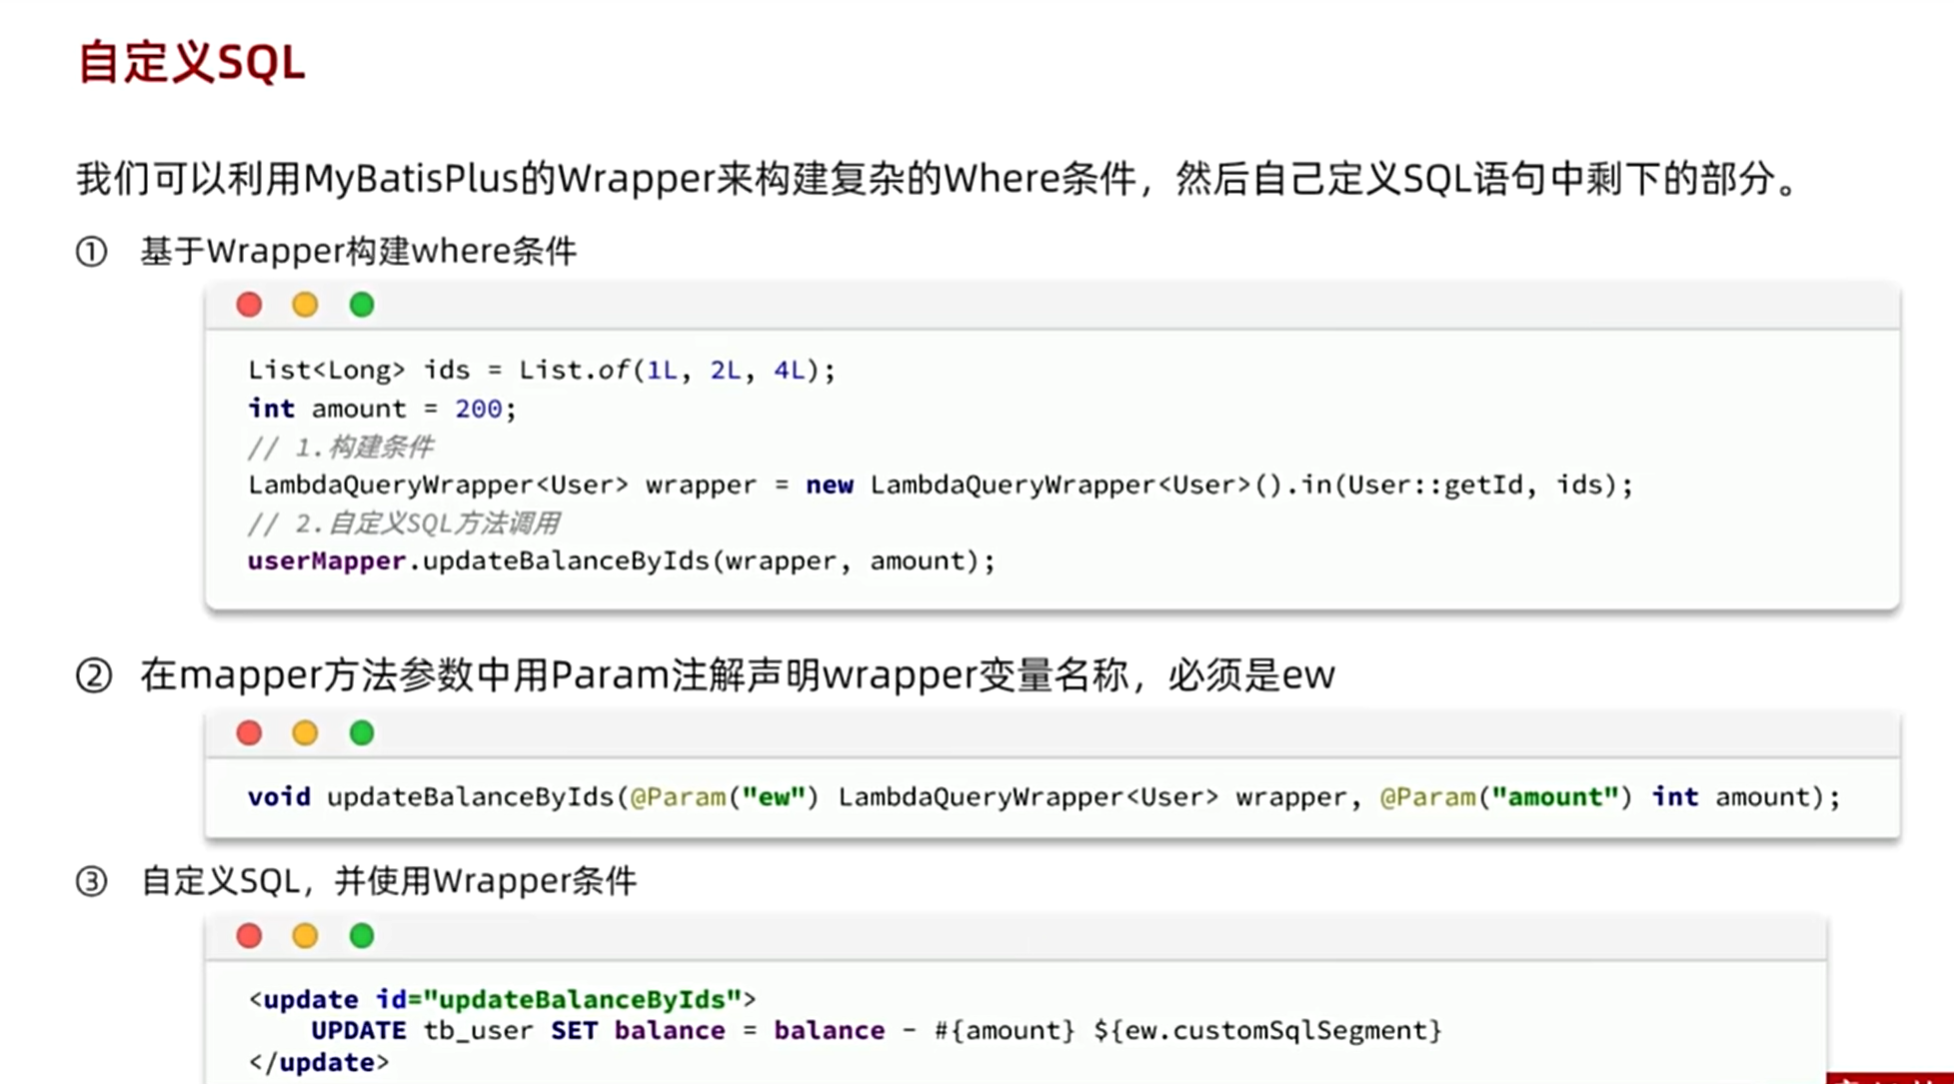 自定义SQL
我们可以利用MyBatisPlus的Wrapper来构建复杂的Where条件，然后自己定义SQL语句中剩下的部分。
① 基于Wrapper构建where条件
List<Long> ids = List.of(1L, 2L, 4L);
int amount = 200;
// 1.构建条件
LambdaQueryWrapper<User> wrapper = new LambdaQueryWrapper<User>().in(User::getId, ids);
// 2.自定义SQL方法调用
userMapper.updateBalanceByIds(wrapper, amount);
② 在mapper方法参数中用Param注解声明wrapper变量名称，必须是ew
void updateBalanceByIds(@Param("ew") LambdaQueryWrapper<User> wrapper, @Param("amount") int amount);
③ 自定义SQL，并使用Wrapper条件
<update id="updateBalanceByIds">
    UPDATE tb_user SET balance = balance - #{amount} ${ew.customSqlSegment}
</update>